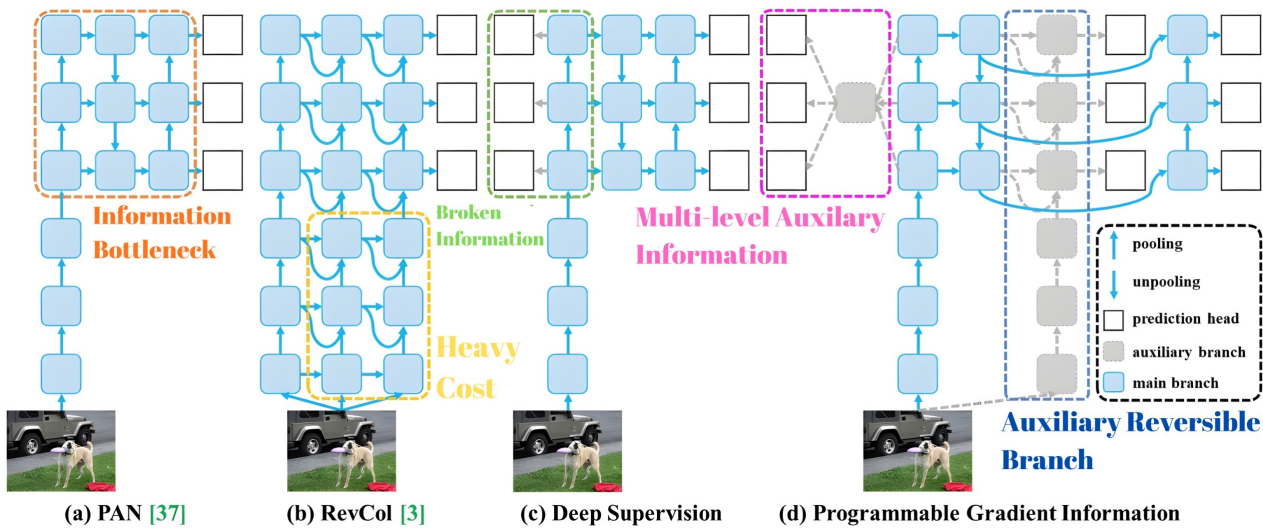 Information
Bottleneck
Heavy
Cost
Broken
Information
Multi-level Auxilary
Information
pooling
unpooling
prediction head
auxiliary branch
main branch
Auxiliary Reversible
Branch
(a) PAN [37]
(b) RevCol [3]
(c) Deep Supervision
(d) Programmable Gradient Information